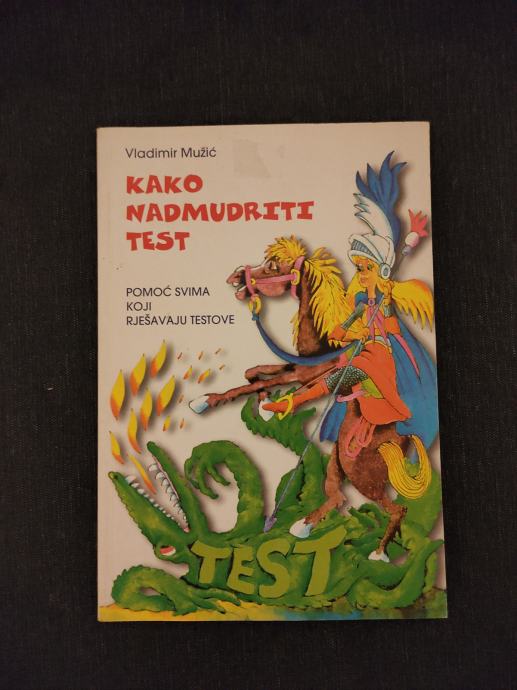 Vladimir Mužić
KAKO
NADMUDRITI
TEST
POMOĆ SVIMA
KOJI
RJEŠAVAJU TESTOVE
TEST